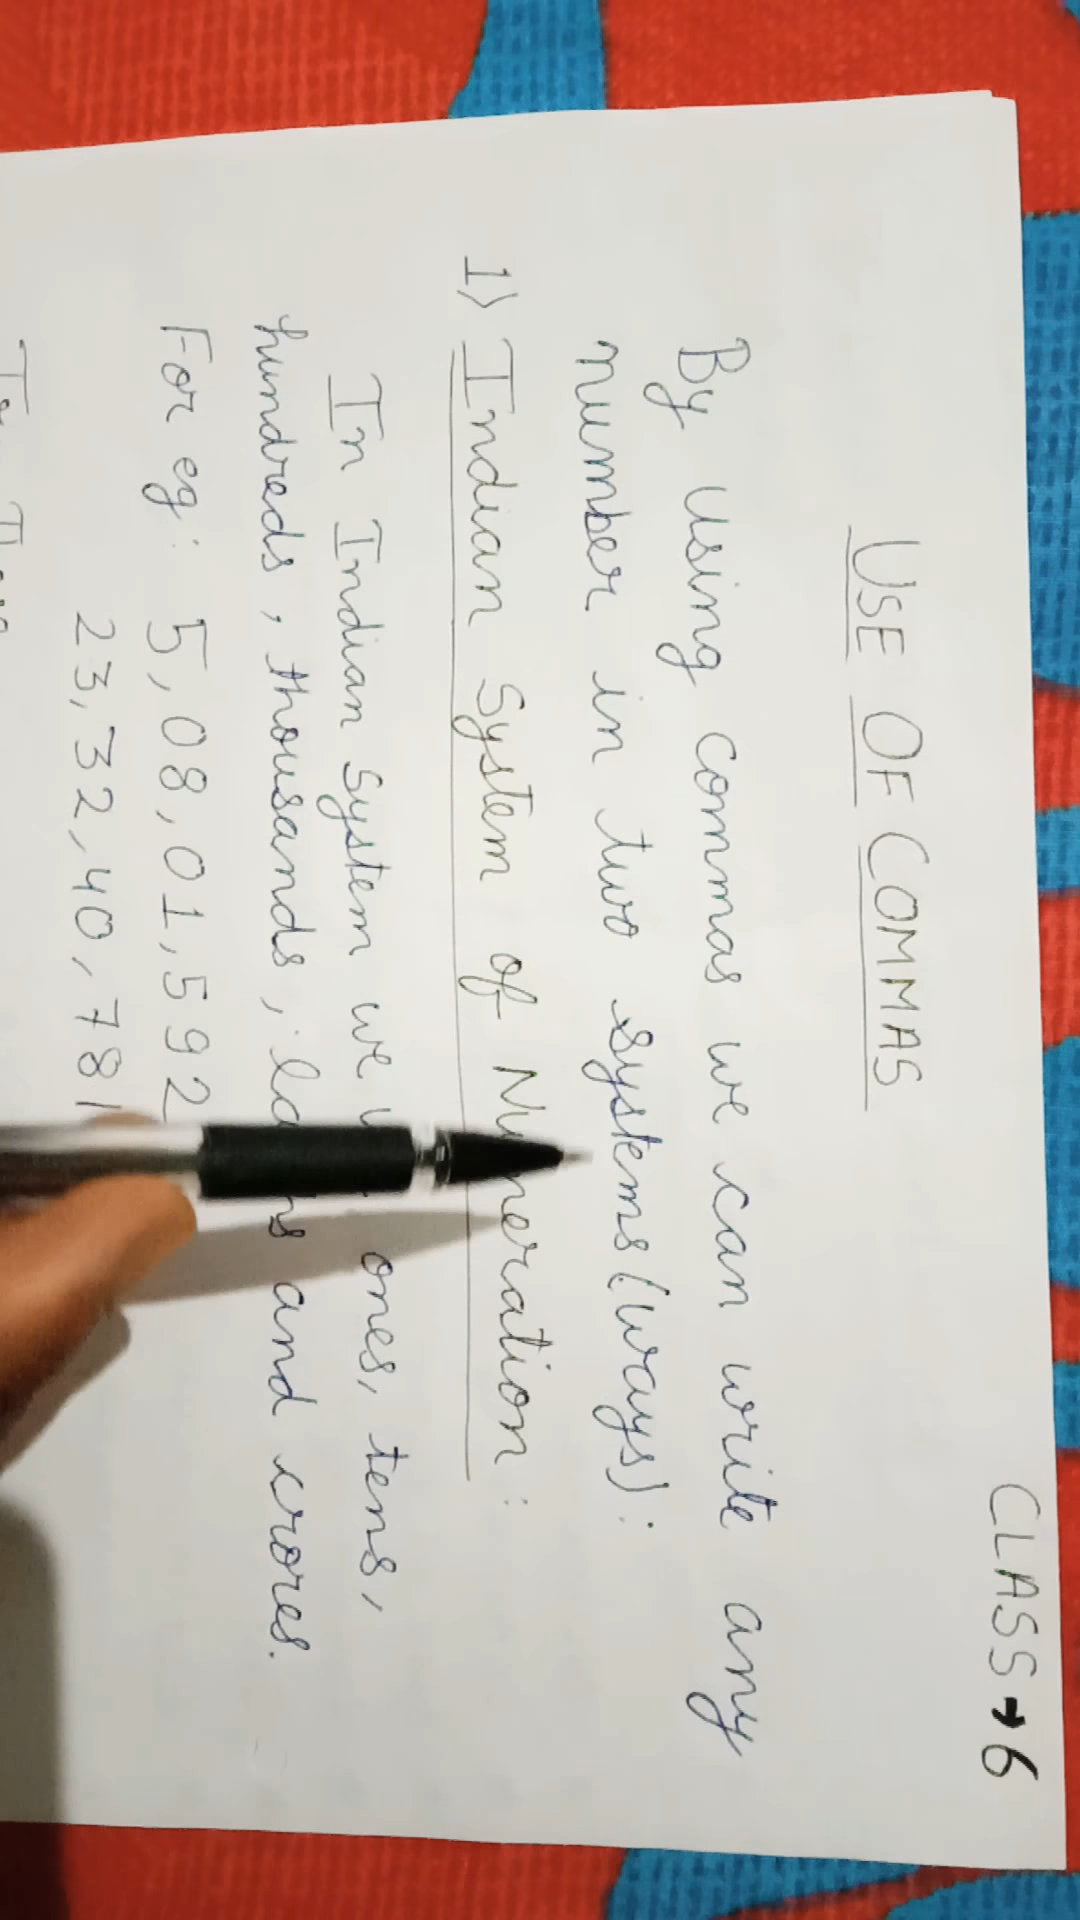 CLASS → 6
USE OF COMMAS
By using commas we can write any
number in two systems (ways):
1) Indian System of Numeration:
In Indian System we ones, tens,
hundreds, thousands, and crores.
For eg: 5,08,01,592
23,32,40,781